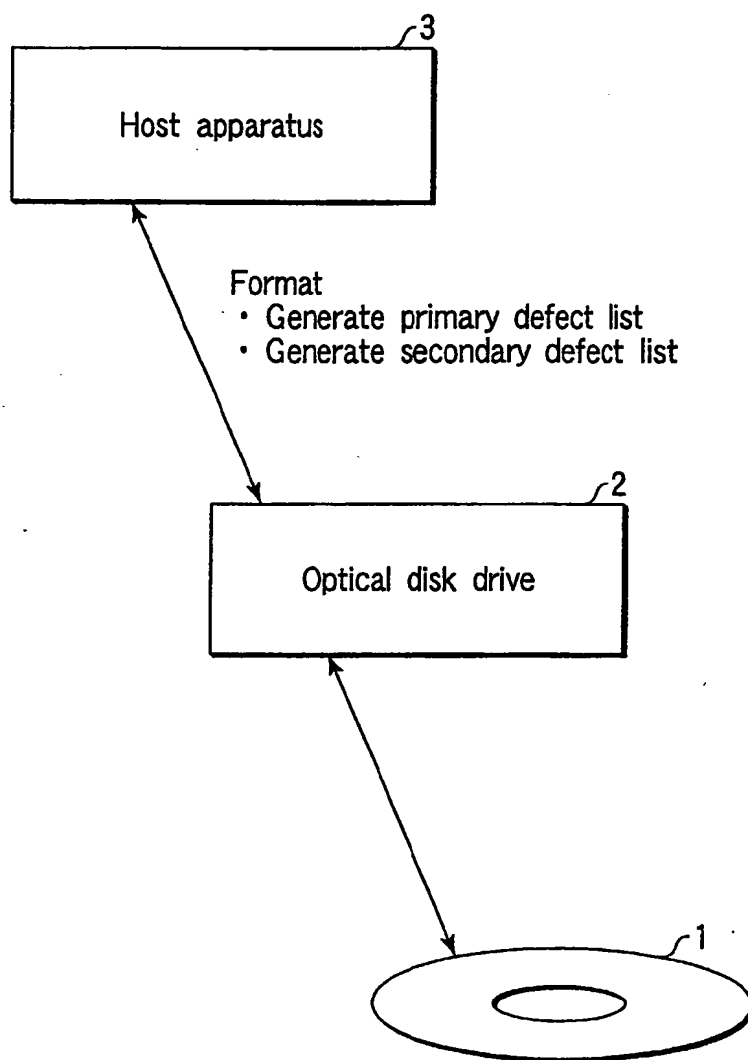 3
Host apparatus
Format
· Generate primary defect list
· Generate secondary defect list
2
Optical disk drive
1